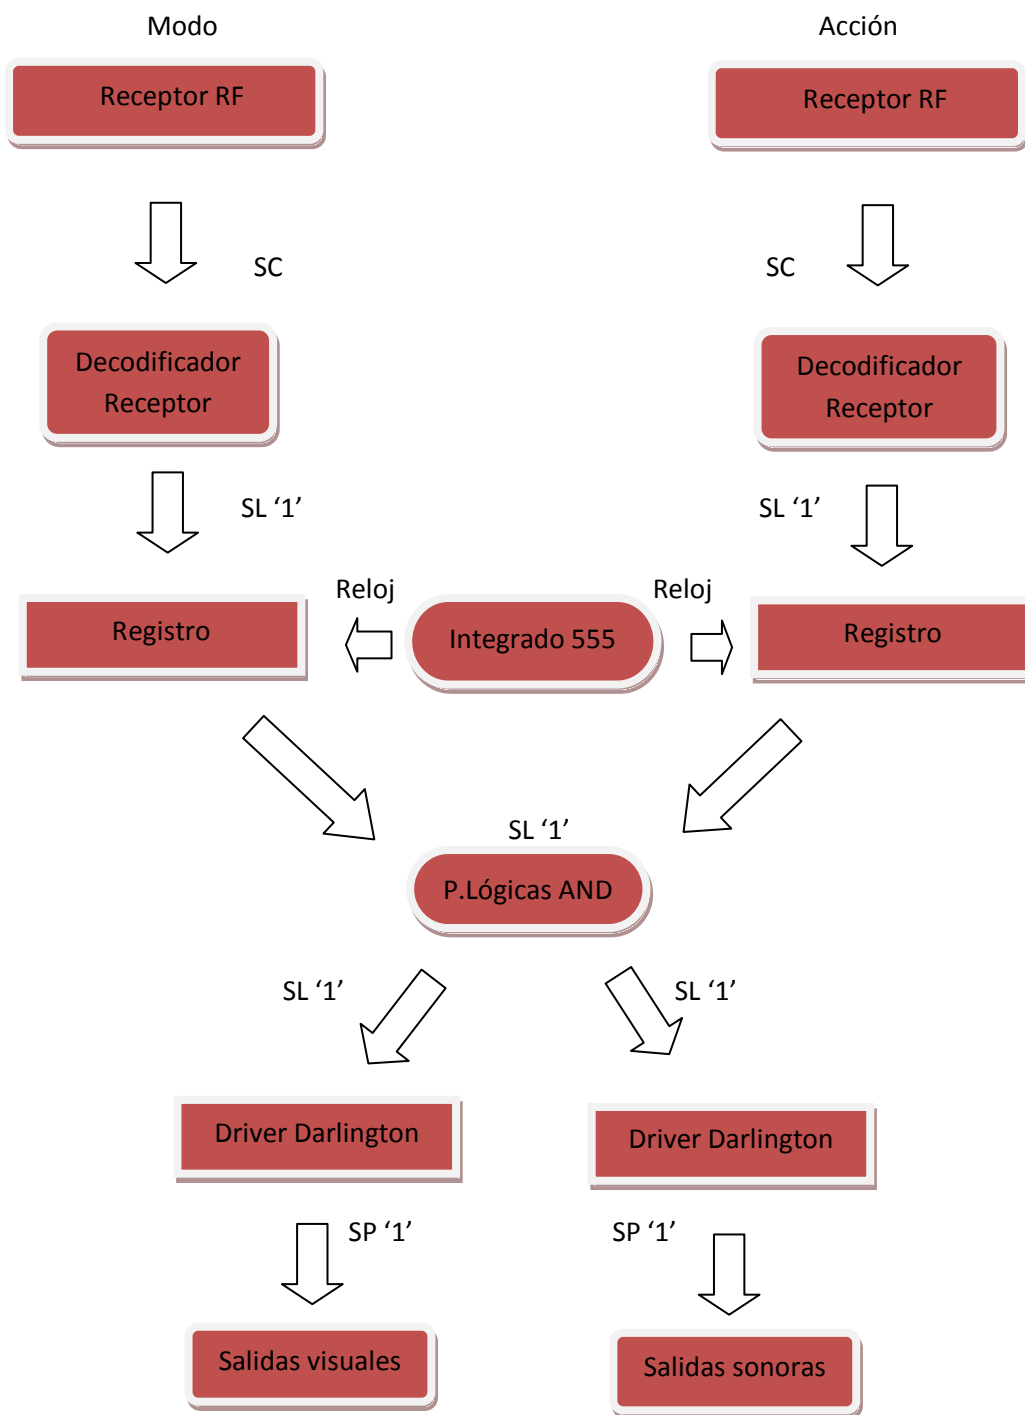 Modo
Acción
Receptor RF
Receptor RF
SC
SC
Decodificador
Receptor
Decodificador
Receptor
SL ‘1’
SL ‘1’
Reloj
Reloj
Registro
Integrado 555
Registro
SL ‘1’
P.Lógicas AND
SL ‘1’
SL ‘1’
Driver Darlington
Driver Darlington
SP ‘1’
SP ‘1’
Salidas visuales
Salidas sonoras